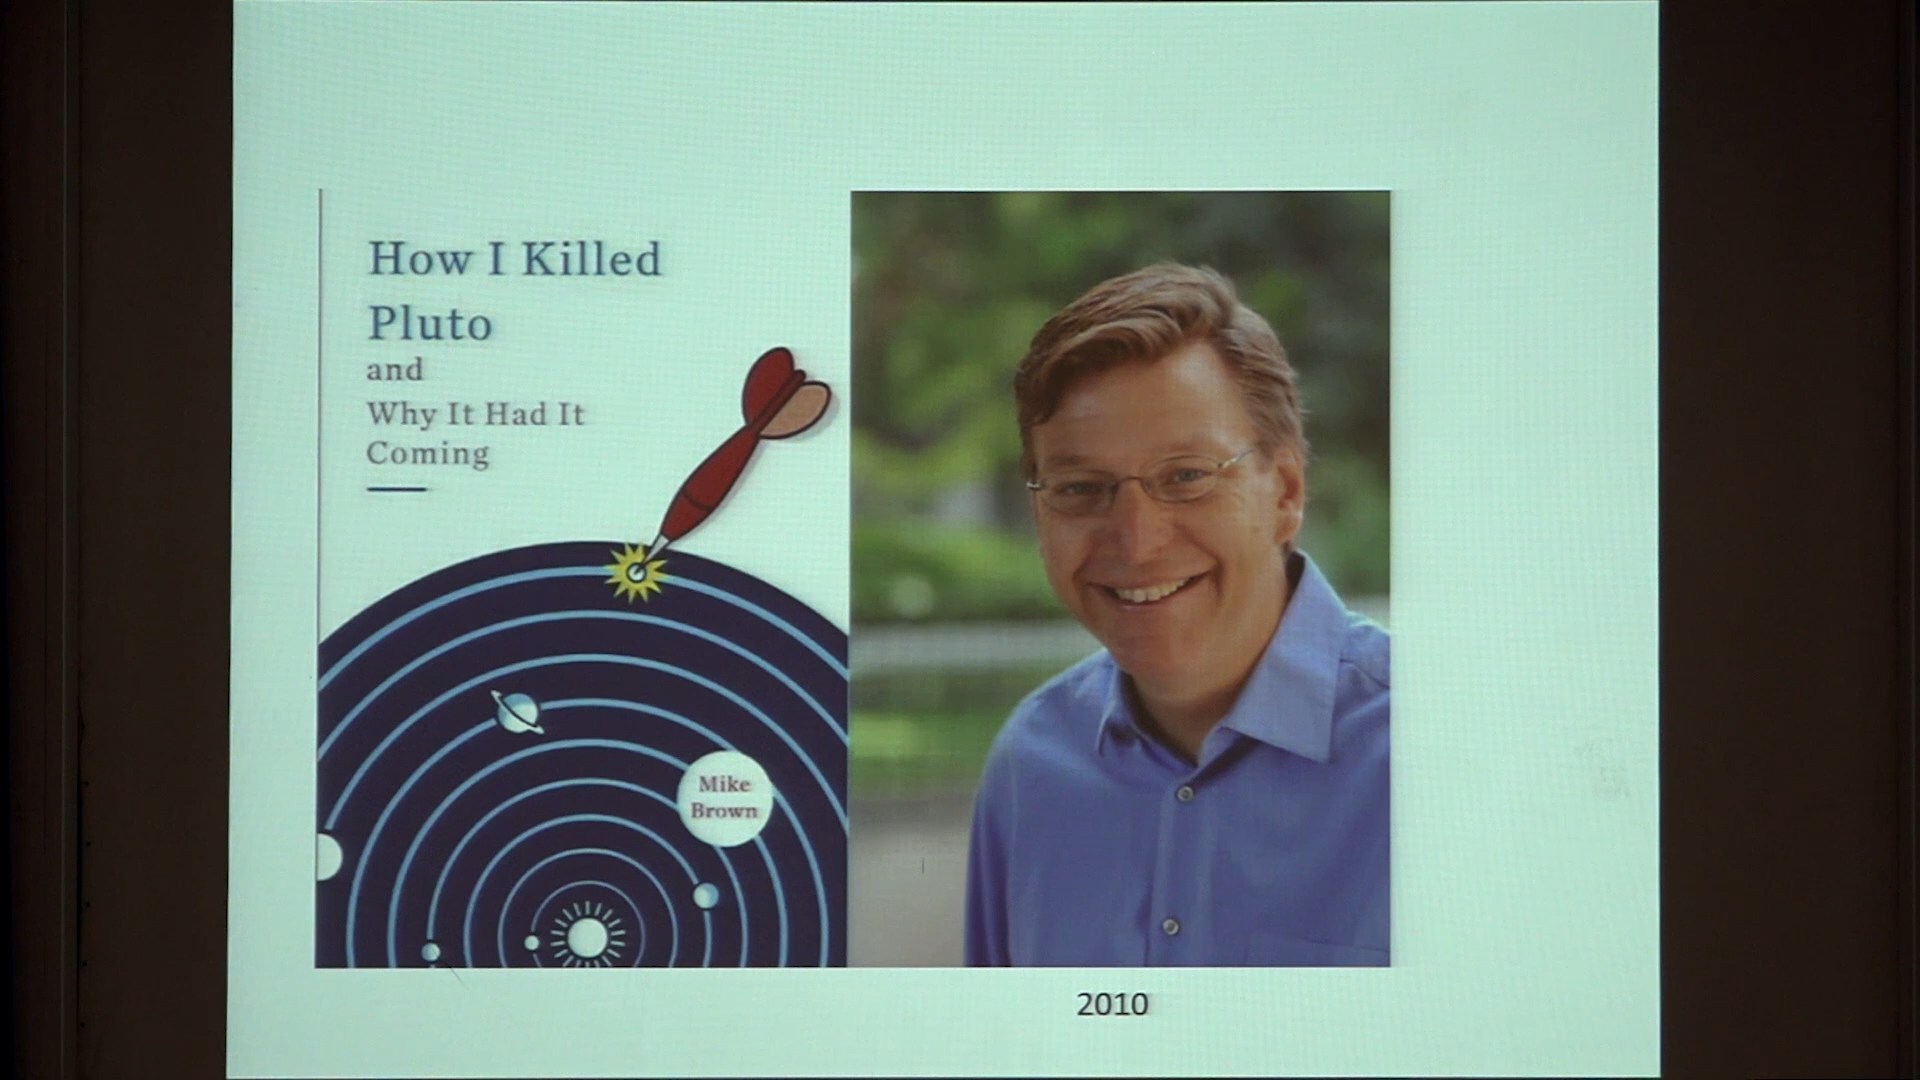 How I Killed
Pluto
and
Why It Had It
Coming
Mike
Brown
2010